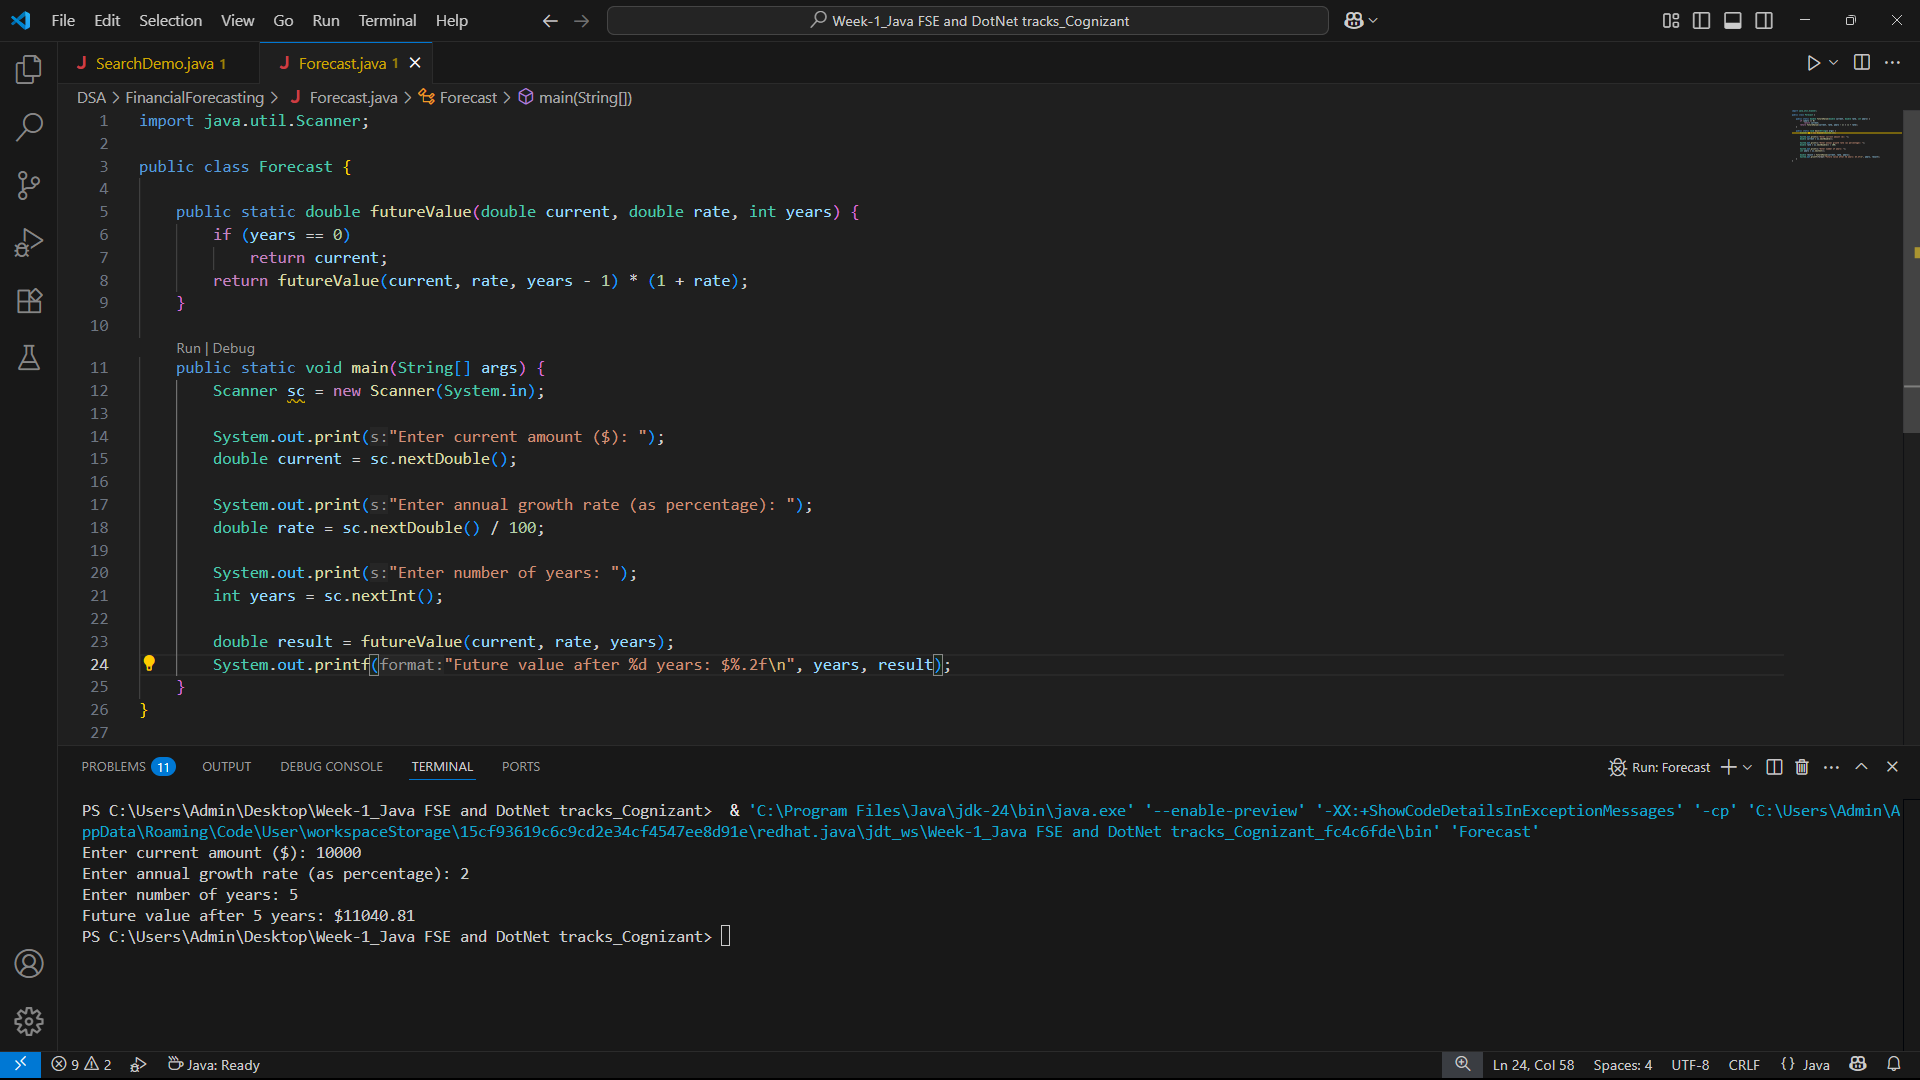 File Edit Selection View Go Run Terminal Help
Week-1_Java FSE and DotNet tracks_Cognizant
J SearchDemo.java 1
J Forecast.java 1
DSA > FinancialForecasting > J Forecast.java > Forecast > main(String[])
1 import java.util.Scanner;
2
3 public class Forecast {
4
5 public static double futureValue(double current, double rate, int years) {
6 if (years == 0)
7 return current;
8 return futureValue(current, rate, years - 1) * (1 + rate);
9 }
10
Run | Debug
11 public static void main(String[] args) {
12 Scanner sc = new Scanner(System.in);
13
14 System.out.print(s:"Enter current amount ($): ");
15 double current = sc.nextDouble();
16
17 System.out.print(s:"Enter annual growth rate (as percentage): ");
18 double rate = sc.nextDouble() / 100;
19
20 System.out.print(s:"Enter number of years: ");
21 int years = sc.nextInt();
22
23 double result = futureValue(current, rate, years);
24 System.out.printf(format:"Future value after %d years: $%.2f\n", years, result);
25 }
26 }
27
PROBLEMS 11 OUTPUT DEBUG CONSOLE TERMINAL PORTS
Run: Forecast
PS C:\Users\Admin\Desktop\Week-1_Java FSE and DotNet tracks_Cognizant>  & 'C:\Program Files\Java\jdk-24\bin\java.exe' '--enable-preview' '-XX:+ShowCodeDetailsInExceptionMessages' '-cp' 'C:\Users\Admin\A
ppData\Roaming\Code\User\workspaceStorage\15cf93619c6c9cd2e34cf4547ee8d91e\redhat.java\jdt_ws\Week-1_Java FSE and DotNet tracks_Cognizant_fc4c6fde\bin' 'Forecast'
Enter current amount ($): 10000
Enter annual growth rate (as percentage): 2
Enter number of years: 5
Future value after 5 years: $11040.81
PS C:\Users\Admin\Desktop\Week-1_Java FSE and DotNet tracks_Cognizant>
9 2 Java: Ready
Ln 24, Col 58 Spaces: 4 UTF-8 CRLF {} Java